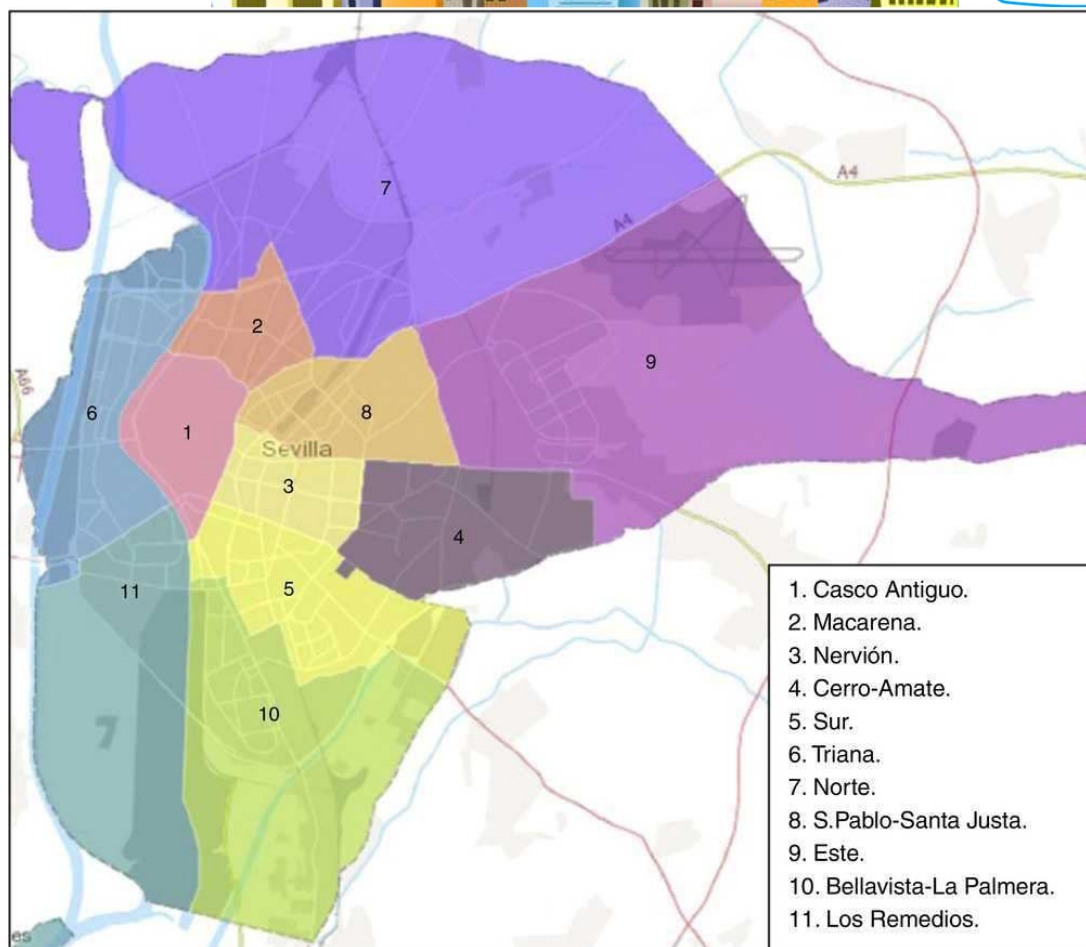 7
A4
A4
2
9
A66
6
8
1
Sevilla
3
4
5
11
10
7
es
1. Casco Antiguo.
2. Macarena.
3. Nervión.
4. Cerro-Amate.
5. Sur.
6. Triana.
7. Norte.
8. S.Pablo-Santa Justa.
9. Este.
10. Bellavista-La Palmera.
11. Los Remedios.